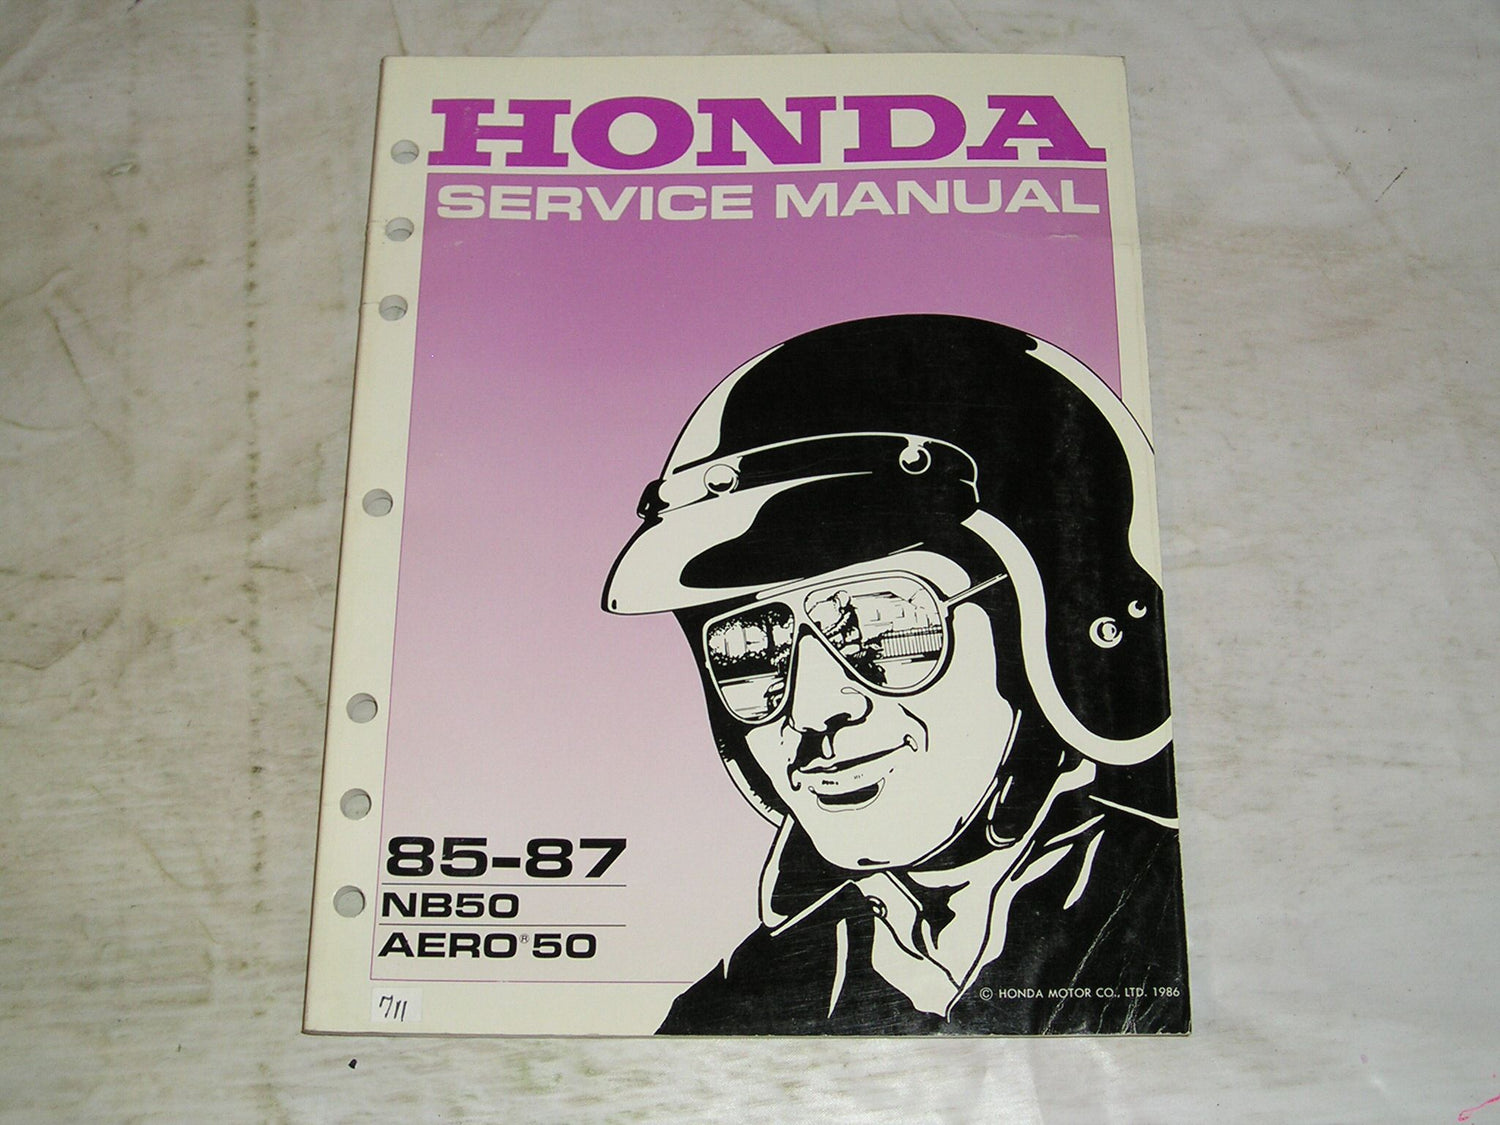 HONDA
SERVICE MANUAL
85-87
NB50
AERO® 50
© HONDA MOTOR CO., LTD. 1986
711